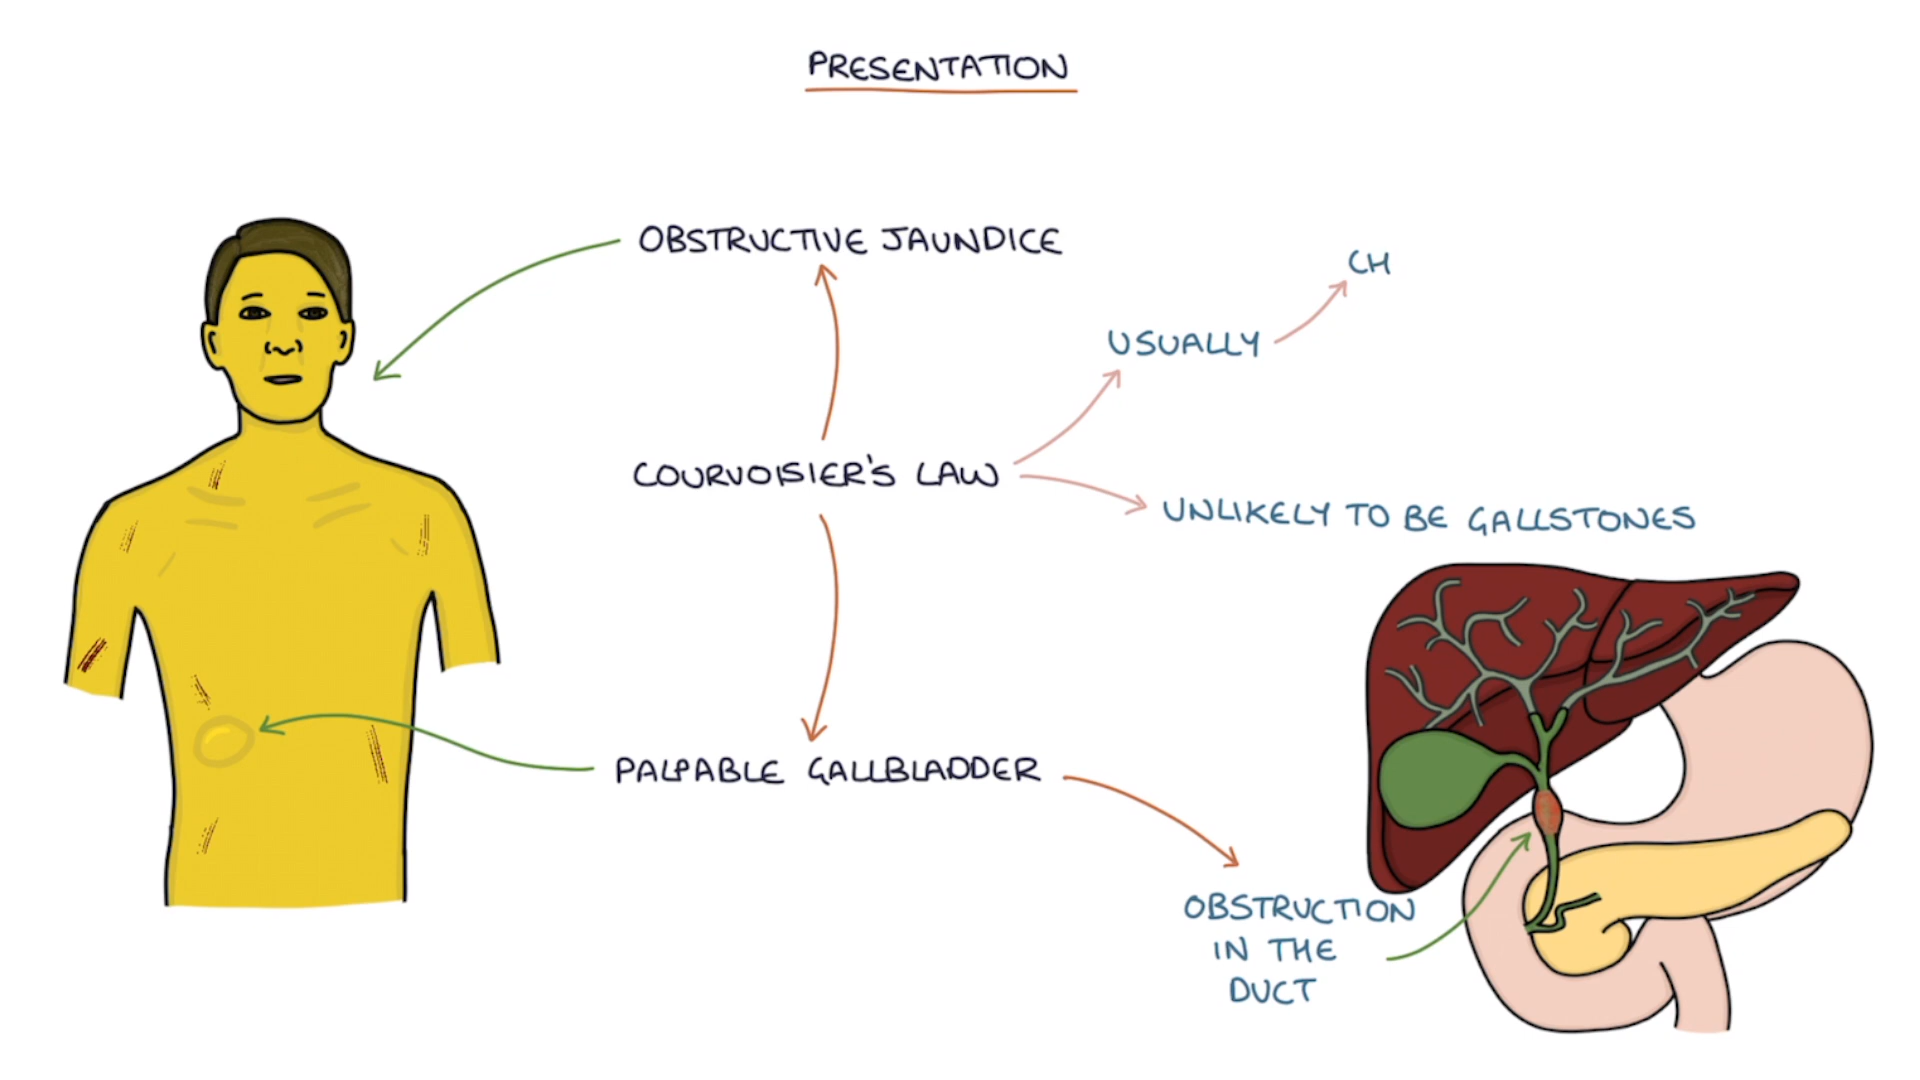 PRESENTATION
OBSTRUCTIVE JAUNDICE
CH
USUALLY
COURVOISIER'S LAW
UNLIKELY TO BE GALLSTONES
PALPABLE GALLBLADDER
OBSTRUCTION
IN THE
DUCT